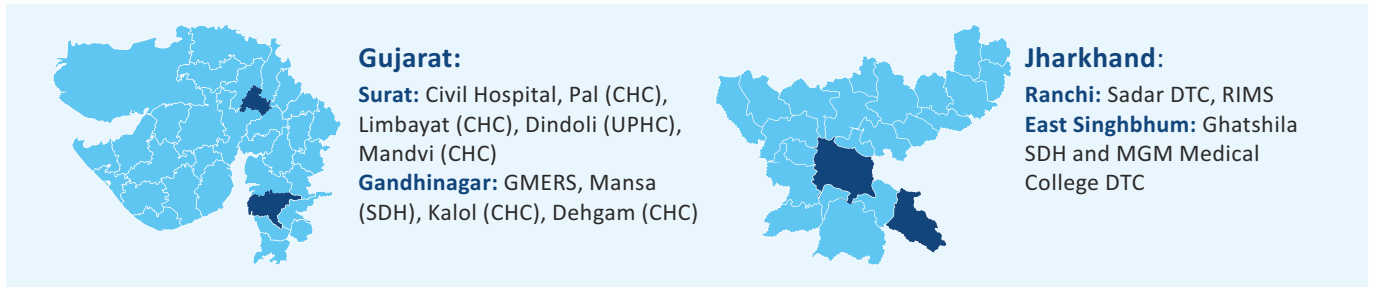 Gujarat:
Surat: Civil Hospital, Pal (CHC),
Limbayat (CHC), Dindoli (UPHC),
Mandvi (CHC)
Gandhinagar: GMERS, Mansa
(SDH), Kalol (CHC), Dehgam (CHC)
Jharkhand:
Ranchi: Sadar DTC, RIMS
East Singhbhum: Ghatshila
SDH and MGM Medical
College DTC